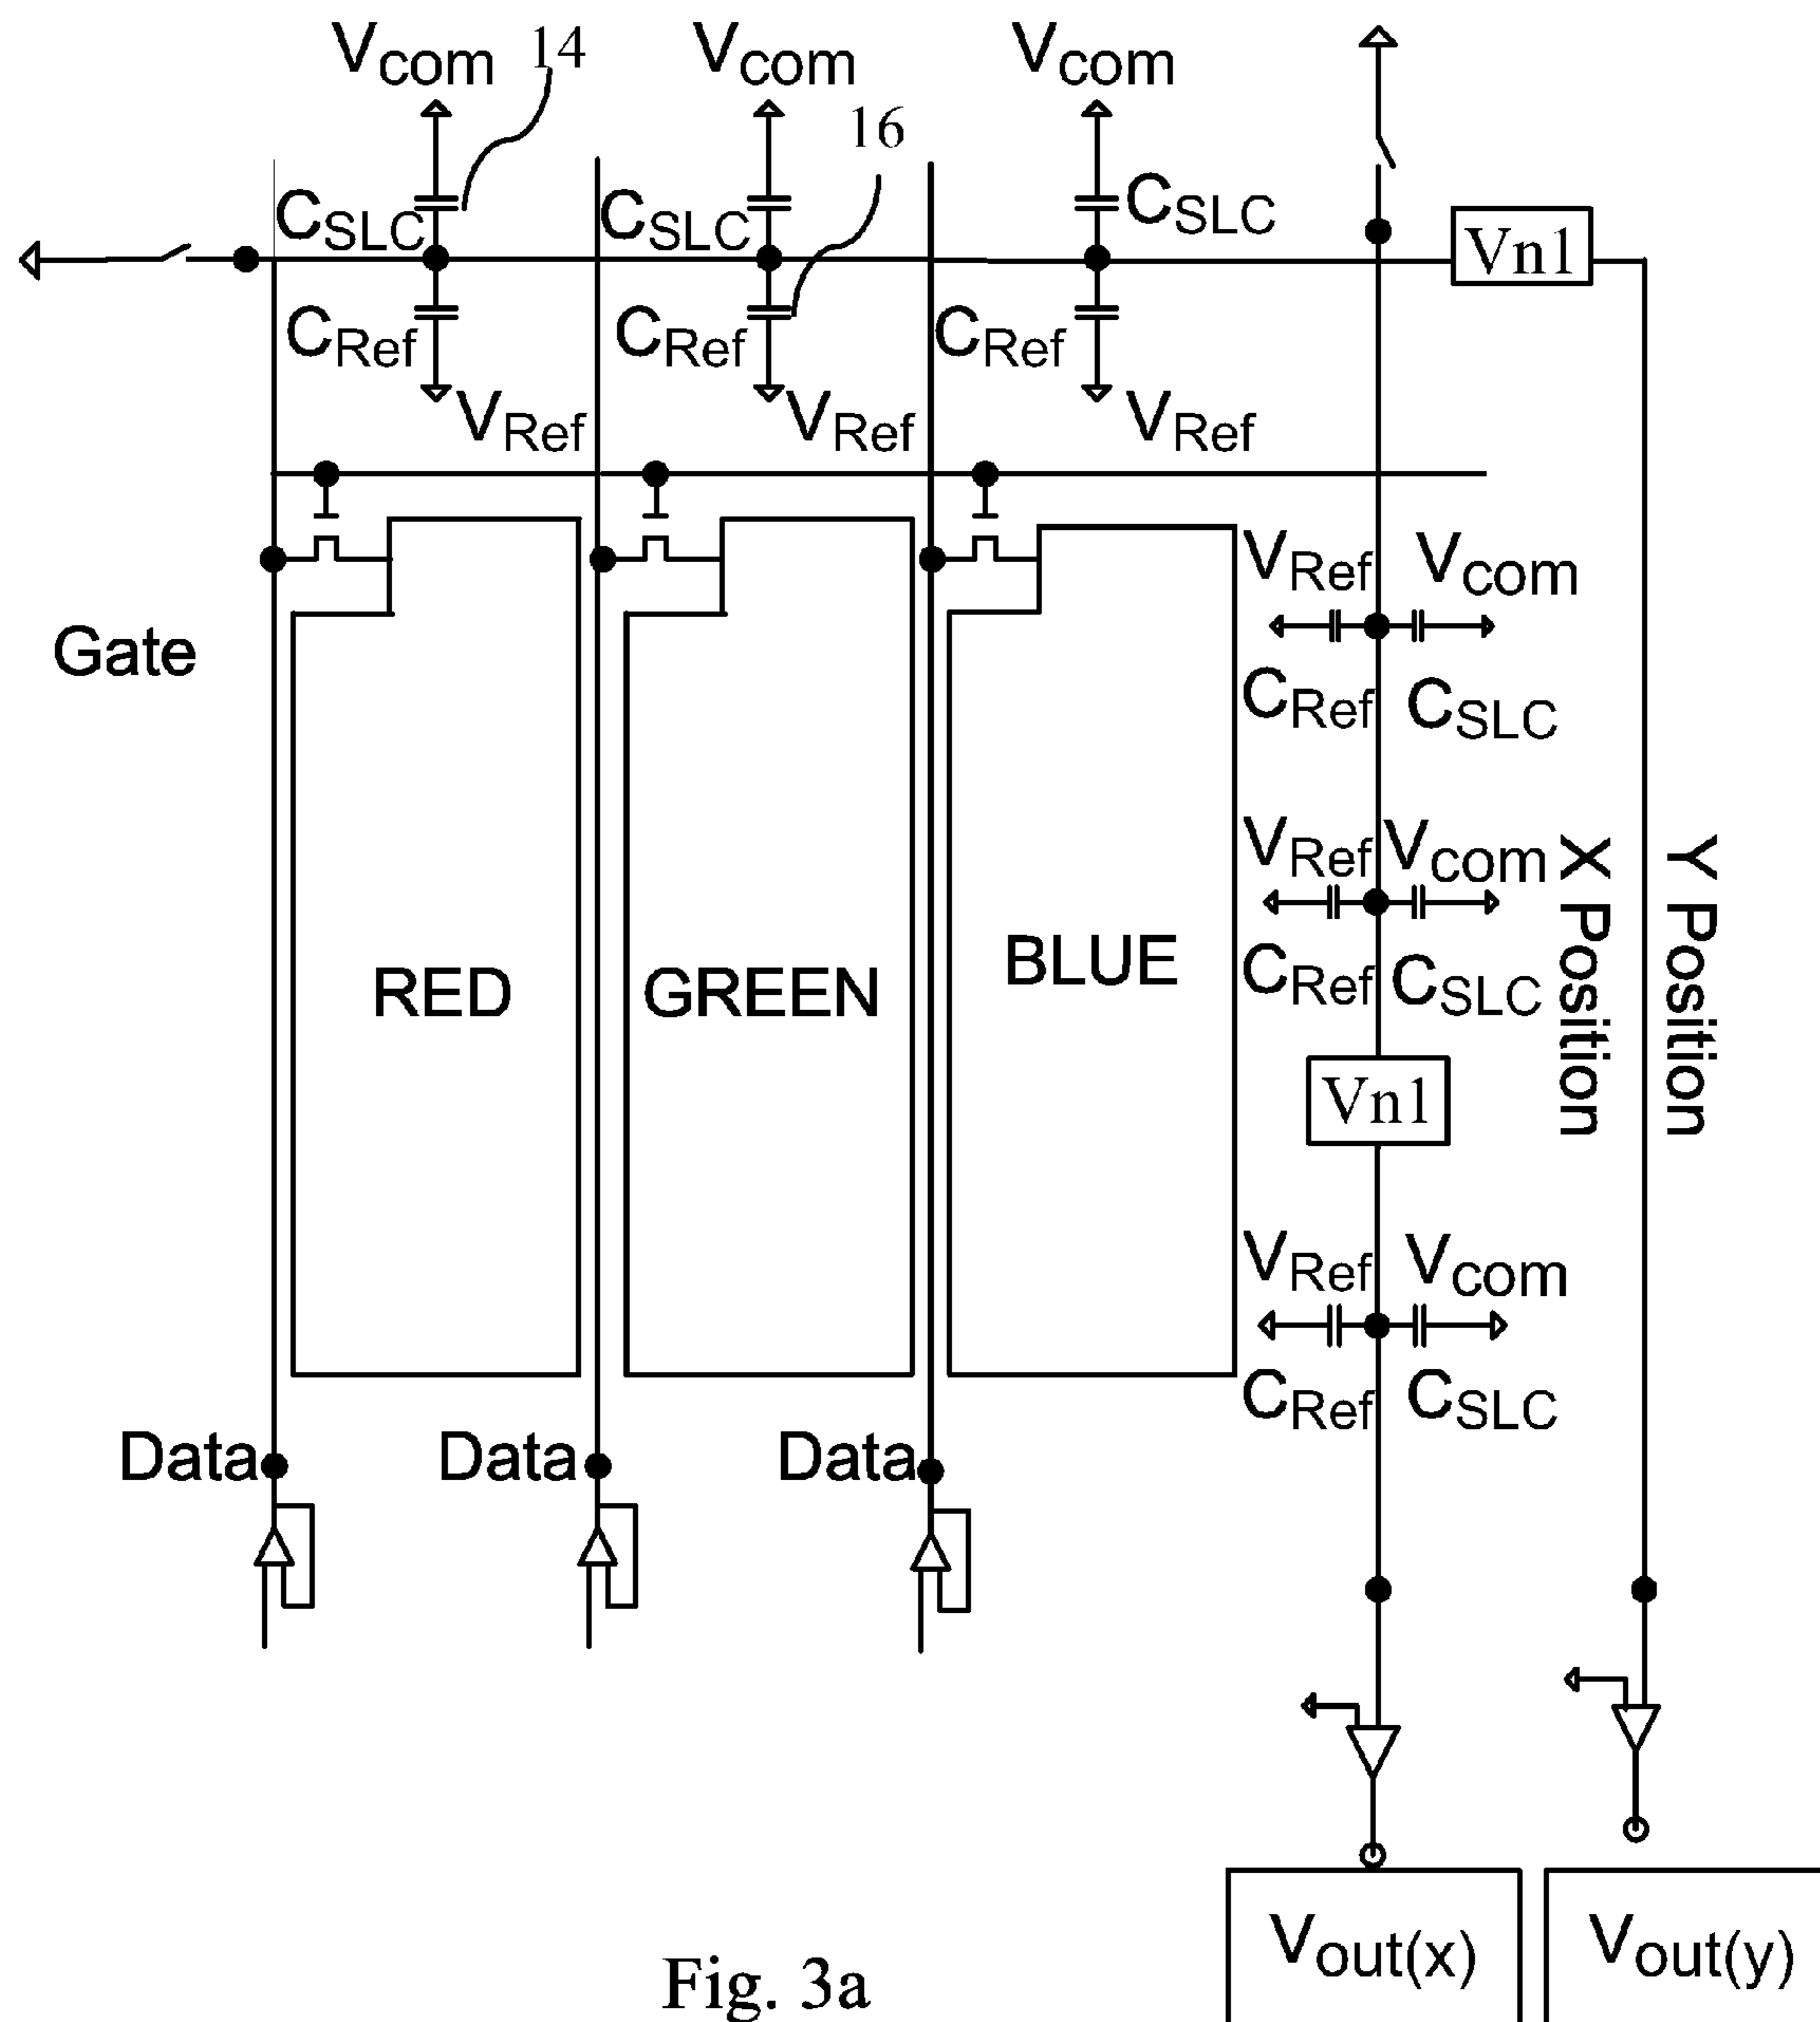 Vcom 14 Vcom Vcom
16
CSLC CSLC CSLC
Vn1
CRef CRef CRef
VRef VRef VRef
VRef Vcom
Gate
CRef CSLC
VRef Vcom
X Position
Y Position
RED GREEN BLUE
CRef CSLC
Vn1
VRef Vcom
CRef CSLC
Data Data Data
Vout(x) Vout(y)
Fig. 3a